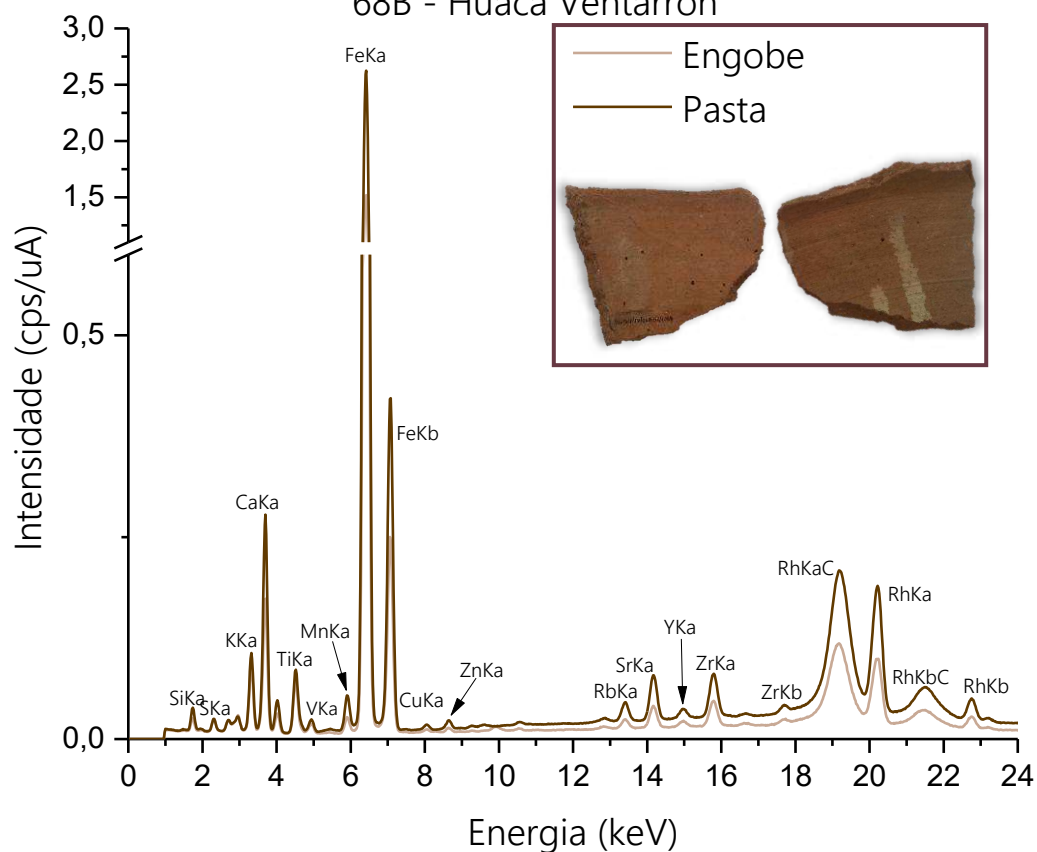 68B - Huaca Ventarrón
Engobe
Pasta
3,0
2,5
2,0
1,5
0,5
0,0
Intensidade (cps/uA)
FeKa
FeKb
CaKa
KKa
TiKa
MnKa
SiKa
SKa
VKa
CuKa
ZnKa
RbKa
SrKa
YKa
ZrKa
ZrKb
RhKaC
RhKa
RhKbC
RhKb
0 2 4 6 8 10 12 14 16 18 20 22 24
Energia (keV)